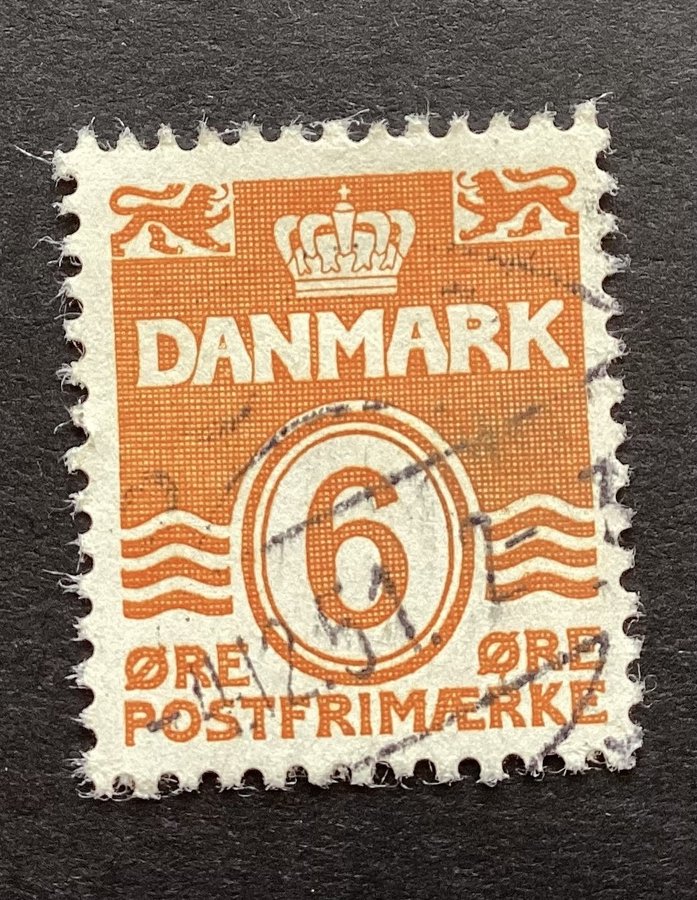 DANMARK
6
ØRE ØRE
POSTFRIMÆRKE